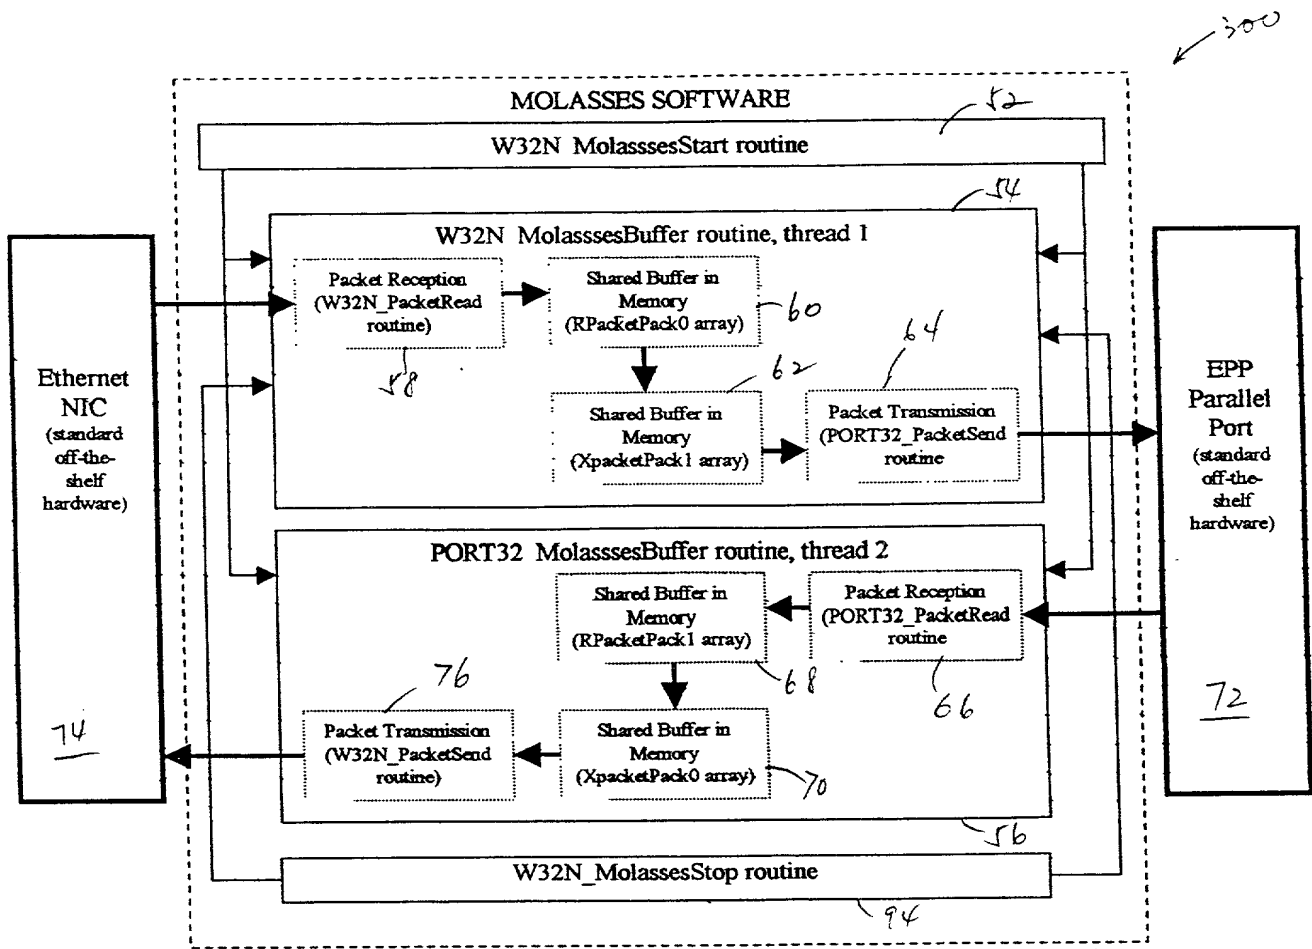 300
MOLASSES SOFTWARE
52
W32N MolasssesStart routine
54
W32N MolasssesBuffer routine, thread 1
Packet Reception
(W32N_PacketRead
routine)
58
Shared Buffer in
Memory
(RPacketPack0 array)
60
62
64
Shared Buffer in
Memory
(XpacketPack1 array)
Packet Transmission
(PORT32_PacketSend
routine
Ethernet
NIC
(standard
off-the-
shelf
hardware)
74
EPP
Parallel
Port
(standard
off-the-
shelf
hardware)
72
PORT32 MolasssesBuffer routine, thread 2
Shared Buffer in
Memory
(RPacketPack1 array)
68
Packet Reception
(PORT32_PacketRead
routine
66
76
Packet Transmission
(W32N_PacketSend
routine)
Shared Buffer in
Memory
(XpacketPack0 array)
70
56
W32N_MolassesStop routine
94